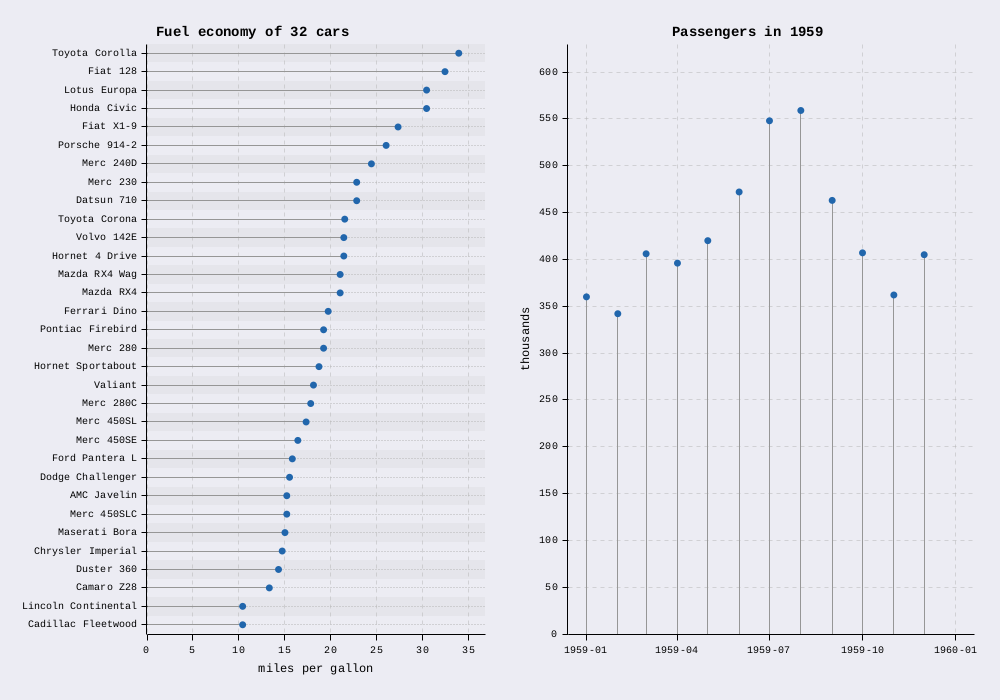 Fuel economy of 32 cars
Toyota Corolla
Fiat 128
Lotus Europa
Honda Civic
Fiat X1-9
Porsche 914-2
Merc 240D
Merc 230
Datsun 710
Toyota Corona
Volvo 142E
Hornet 4 Drive
Mazda RX4 Wag
Mazda RX4
Ferrari Dino
Pontiac Firebird
Merc 280
Hornet Sportabout
Valiant
Merc 280C
Merc 450SL
Merc 450SE
Ford Pantera L
Dodge Challenger
AMC Javelin
Merc 450SLC
Maserati Bora
Chrysler Imperial
Duster 360
Camaro Z28
Lincoln Continental
Cadillac Fleetwood
0 5 10 15 20 25 30 35
miles per gallon
Passengers in 1959
thousands
600
550
500
450
400
350
300
250
200
150
100
50
0
1959-01 1959-04 1959-07 1959-10 1960-01